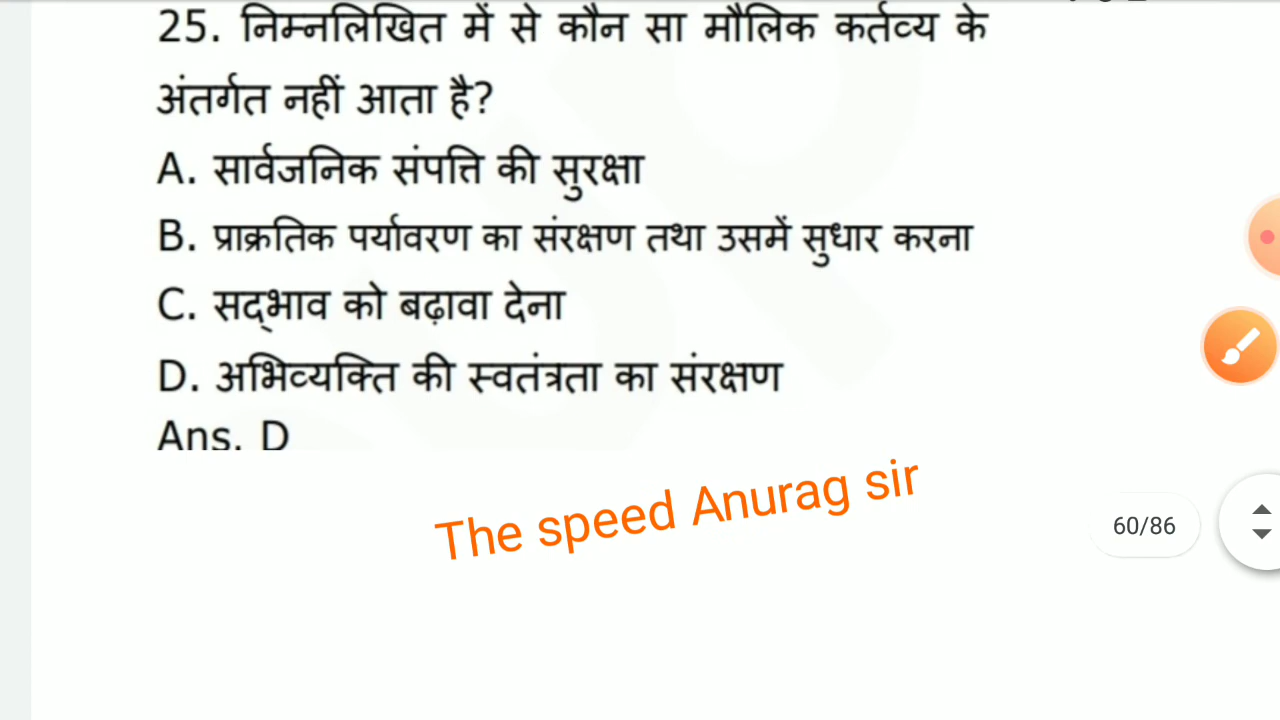 25. निम्नलिखित में से कौन सा मौलिक कर्तव्य के
अंतर्गत नहीं आता है?
A. सार्वजनिक संपत्ति की सुरक्षा
B. प्राक्रतिक पर्यावरण का संरक्षण तथा उसमें सुधार करना
C. सद्भाव को बढ़ावा देना
D. अभिव्यक्ति की स्वतंत्रता का संरक्षण
Ans. D
The speed Anurag sir
60/86